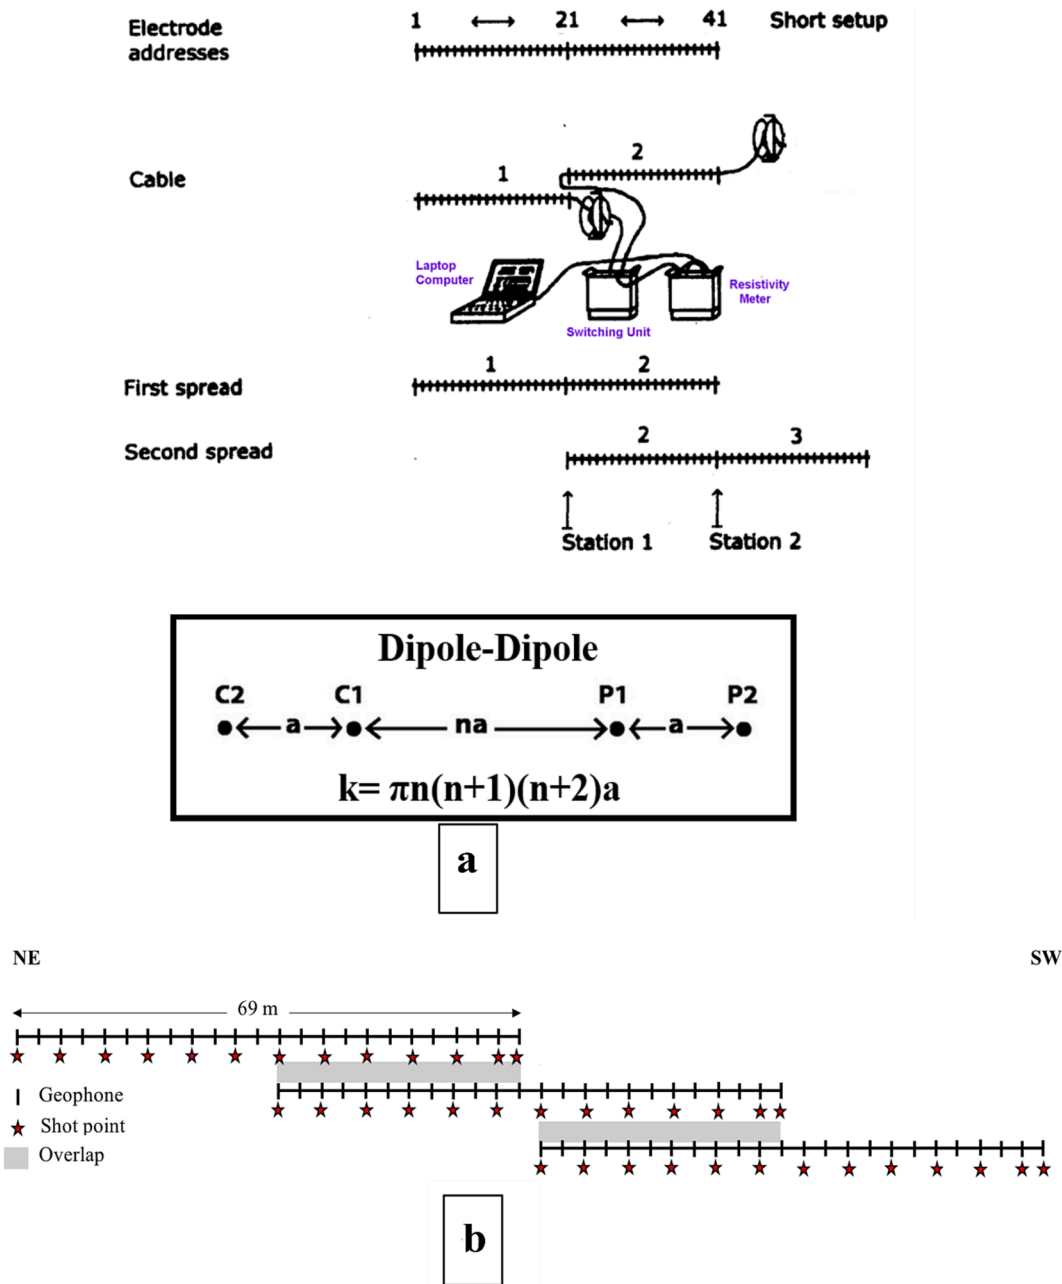 Electrode addresses
1 ←→ 21 ←→ 41
Short setup
Cable
1
2
Laptop
Computer
Switching Unit
Resistivity
Meter
First spread
1
2
Second spread
2
3
Station 1
Station 2
Dipole-Dipole
C2
C1
P1
P2
a
na
a
k= πn(n+1)(n+2)a
a
NE
SW
69 m
Geophone
Shot point
Overlap
b